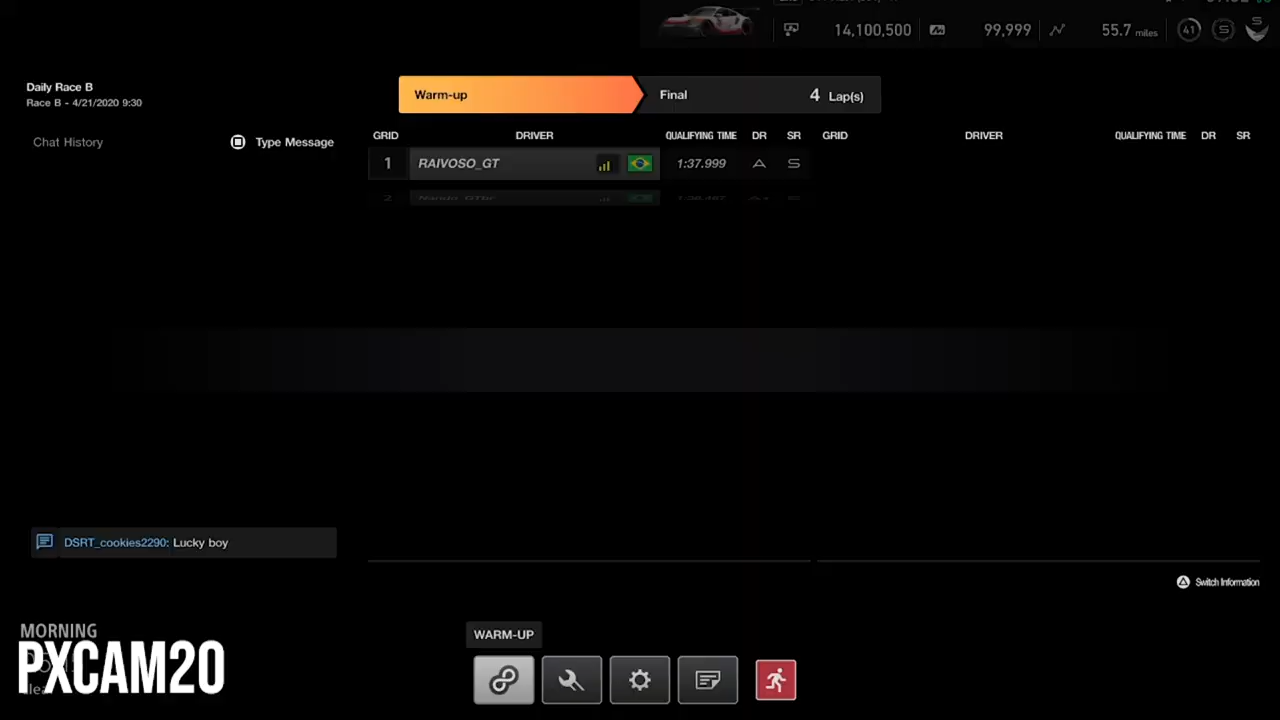 14,100,500 99,999 55.7 miles 41 S S
Daily Race B
Race B - 4/21/2020 9:30
Warm-up Final 4 Lap(s)
Chat History Type Message
GRID DRIVER QUALIFYING TIME DR SR GRID DRIVER QUALIFYING TIME DR SR
1 RAIVOSO_GT 1:37.999 A S
2
DSRT_cookies2290: Lucky boy
Switch Information
MORNING
PXCAM20
WARM-UP